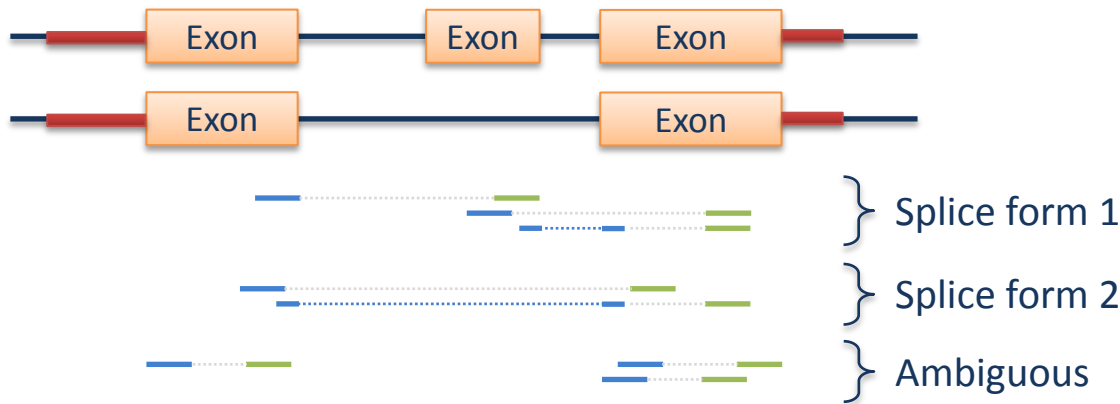 Exon Exon Exon
Exon Exon
Splice form 1
Splice form 2
Ambiguous